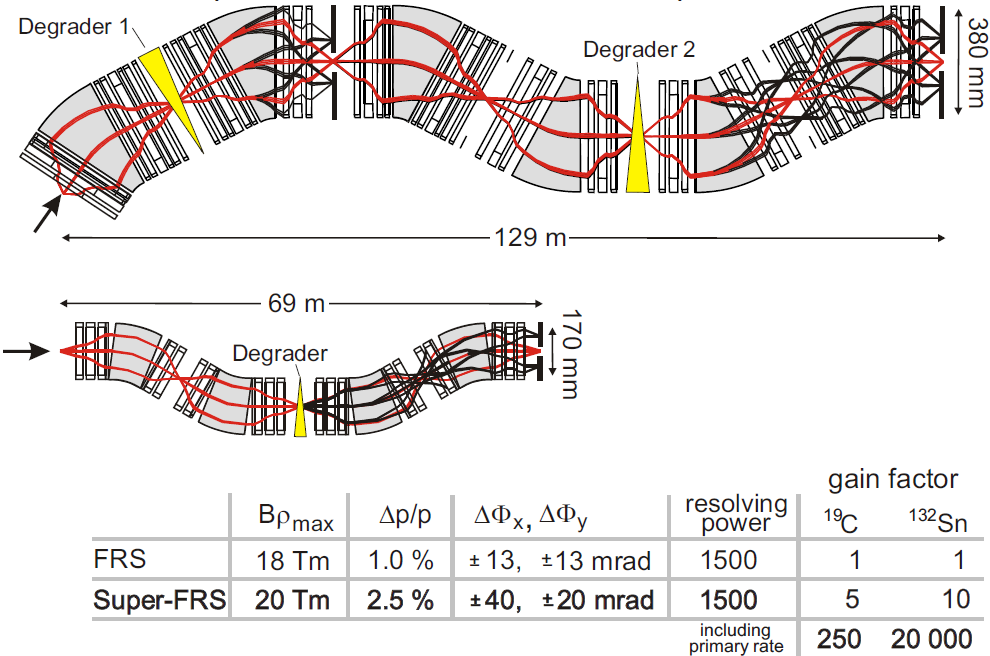 Degrader 1
Degrader 2
380 mm
129 m
69 m
Degrader
170 mm
gain factor
Bρmax Δp/p ΔΦx, ΔΦy resolving power 19C 132Sn
FRS 18 Tm 1.0 % ±13, ±13 mrad 1500 1 1
Super-FRS 20 Tm 2.5 % ±40, ±20 mrad 1500 5 10
including primary rate 250 20 000